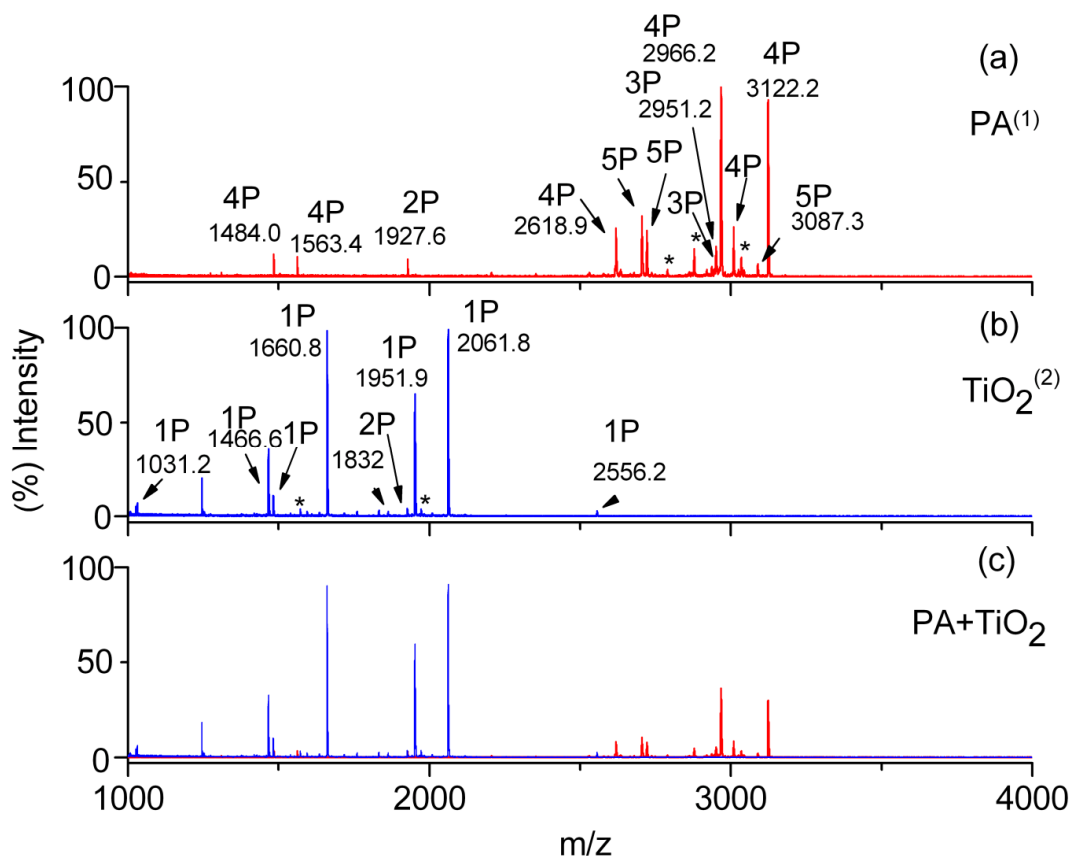 4P
2966.2
4P
3122.2
(a)
PA(1)
3P
2951.2
100
50
0
4P
1484.0
4P
1563.4
2P
1927.6
4P
2618.9
5P
5P
3P
4P
5P
3087.3
*
*
*
(%) Intensity
100
50
0
1P
1031.2
1P
1466.6
1P
1P
1660.8
1P
1951.9
2P
1832
1P
2061.8
1P
2556.2
*
*
(b)
TiO2(2)
100
50
0
(c)
PA+TiO2
1000
2000
3000
4000
m/z